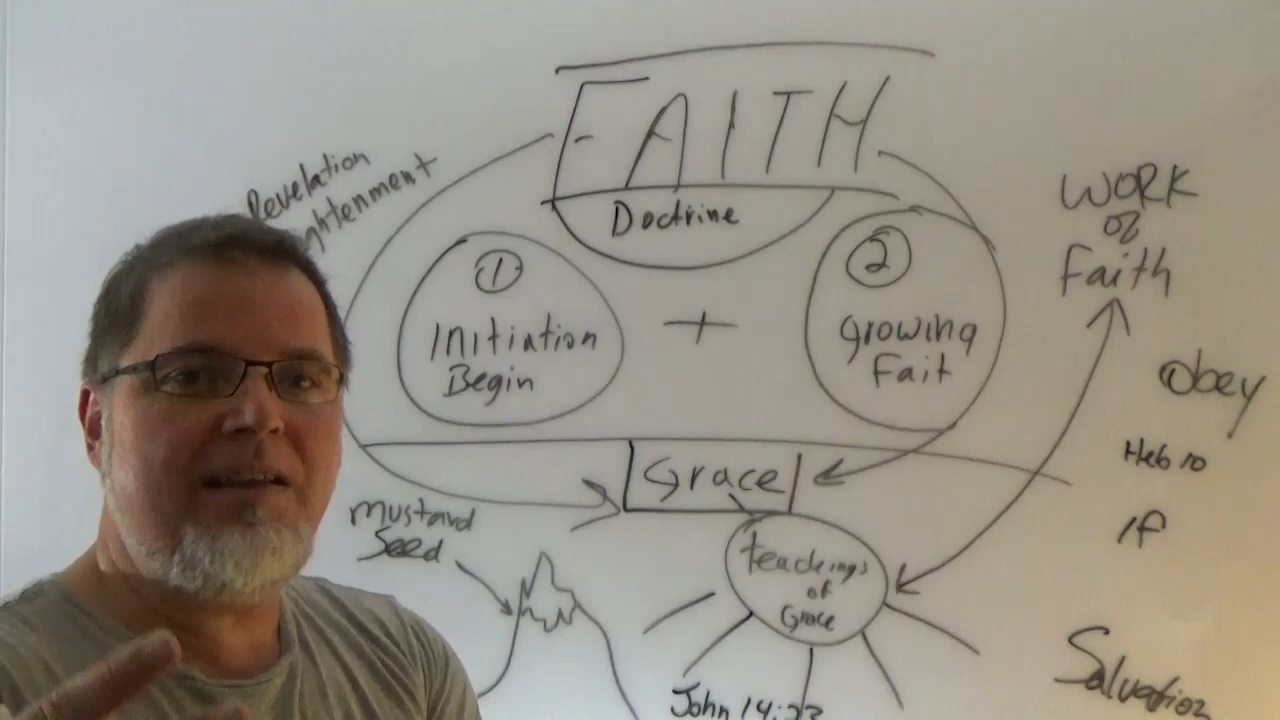 FAITH
Revelation
Doctrine
WORK
of
Faith
1
Initiation
Begin
+
2
Growing
Fait
Obey
Heb 10
Grace
Mustard
Seed
If
teachings
of
Grace
Salvation
John 14:23